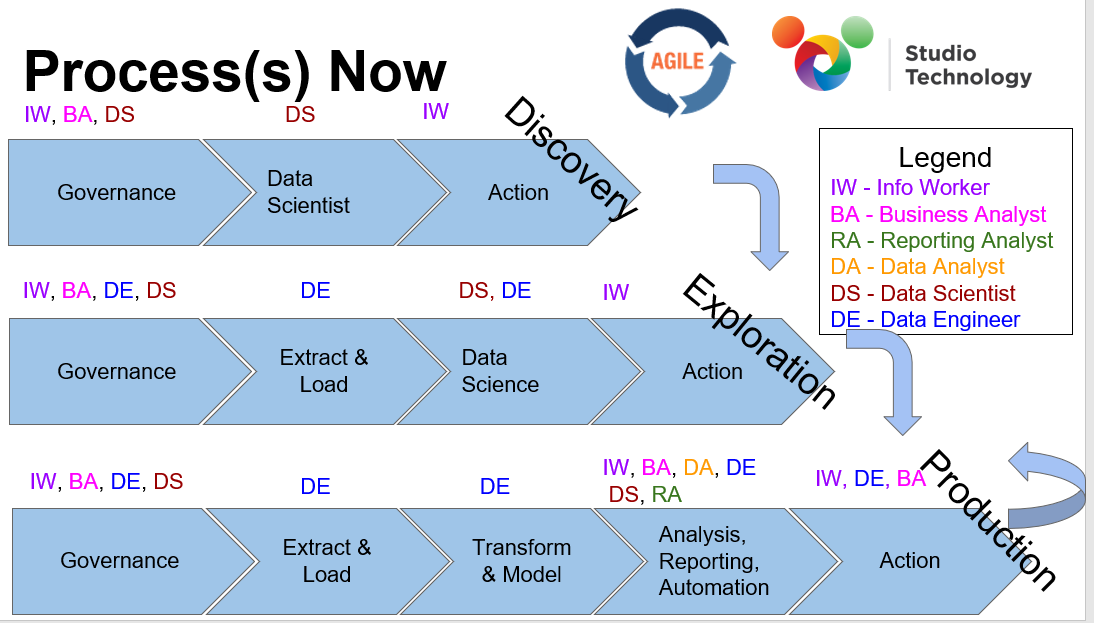 Process(s) Now
AGILE
Studio
Technology
IW, BA, DS
DS
IW
Governance
Data
Scientist
Action
Discovery
Legend
IW - Info Worker
BA - Business Analyst
RA - Reporting Analyst
DA - Data Analyst
DS - Data Scientist
DE - Data Engineer
IW, BA, DE, DS
DE
DS, DE
IW
Governance
Extract &
Load
Data
Science
Action
Exploration
IW, BA, DE, DS
DE
DE
IW, BA, DA, DE
DS, RA
IW, DE, BA
Governance
Extract &
Load
Transform
& Model
Analysis,
Reporting,
Automation
Action
Production